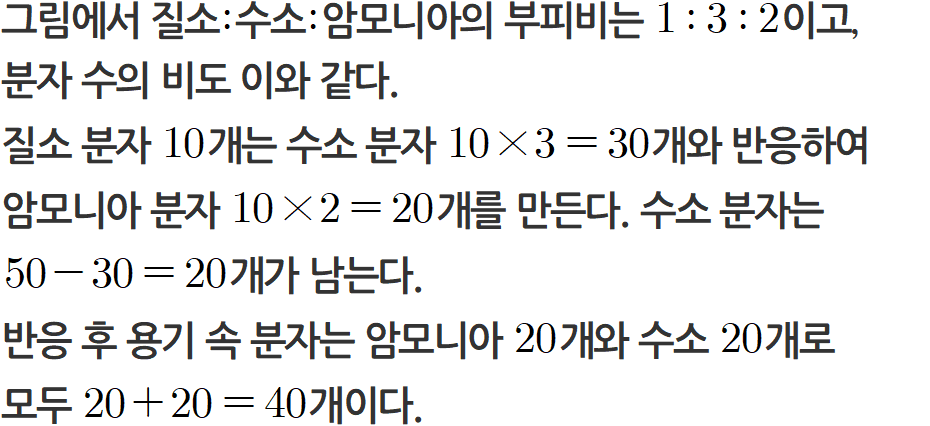 그림에서 질소:수소:암모니아의 부피비는 1 : 3 : 2이고,
분자 수의 비도 이와 같다.
질소 분자 10개는 수소 분자 10×3 = 30개와 반응하여
암모니아 분자 10×2 = 20개를 만든다. 수소 분자는
50−30 = 20개가 남는다.
반응 후 용기 속 분자는 암모니아 20개와 수소 20개로
모두 20+20 = 40개이다.